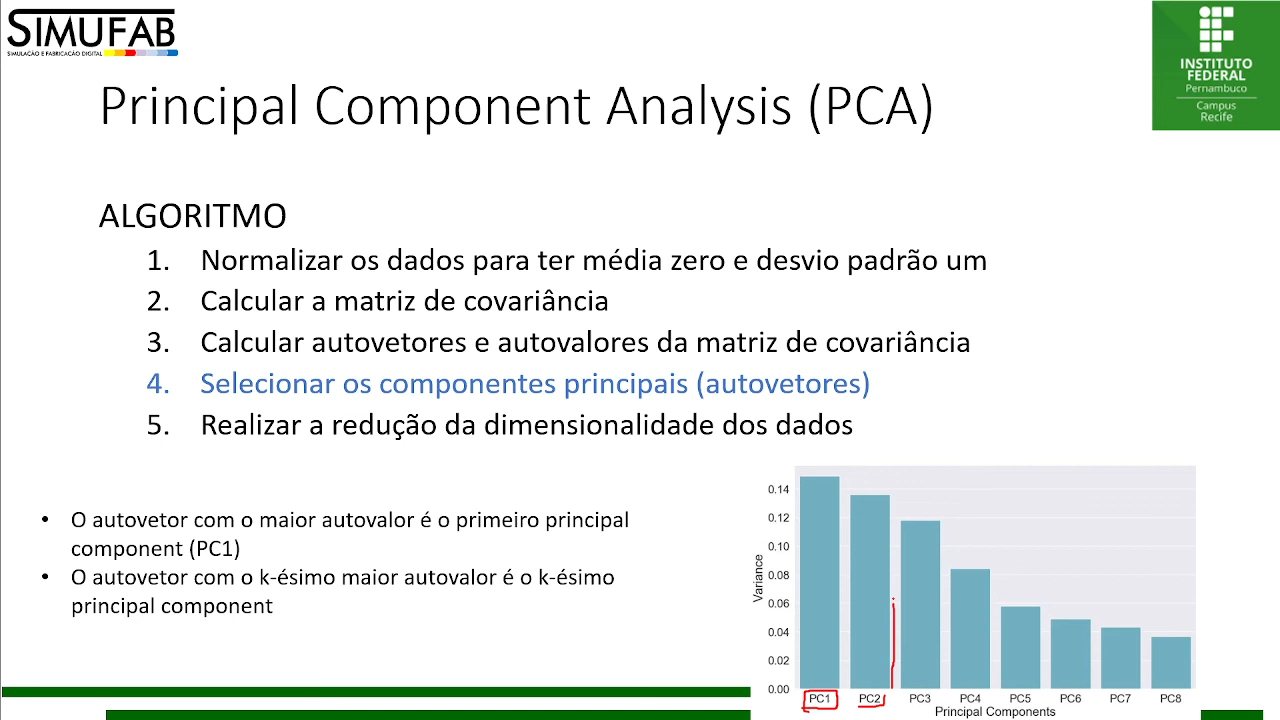 SIMUFAB
SIMULAÇÃO E FABRICAÇÃO DIGITAL
INSTITUTO
FEDERAL
Pernambuco
Campus
Recife
Principal Component Analysis (PCA)
ALGORITMO
1. Normalizar os dados para ter média zero e desvio padrão um
2. Calcular a matriz de covariância
3. Calcular autovetores e autovalores da matriz de covariância
4. Selecionar os componentes principais (autovetores)
5. Realizar a redução da dimensionalidade dos dados
• O autovetor com o maior autovalor é o primeiro principal
component (PC1)
• O autovetor com o k-ésimo maior autovalor é o k-ésimo
principal component
Variance
0.14
0.12
0.10
0.08
0.06
0.04
0.02
0.00
PC1 PC2 PC3 PC4 PC5 PC6 PC7 PC8
Principal Components